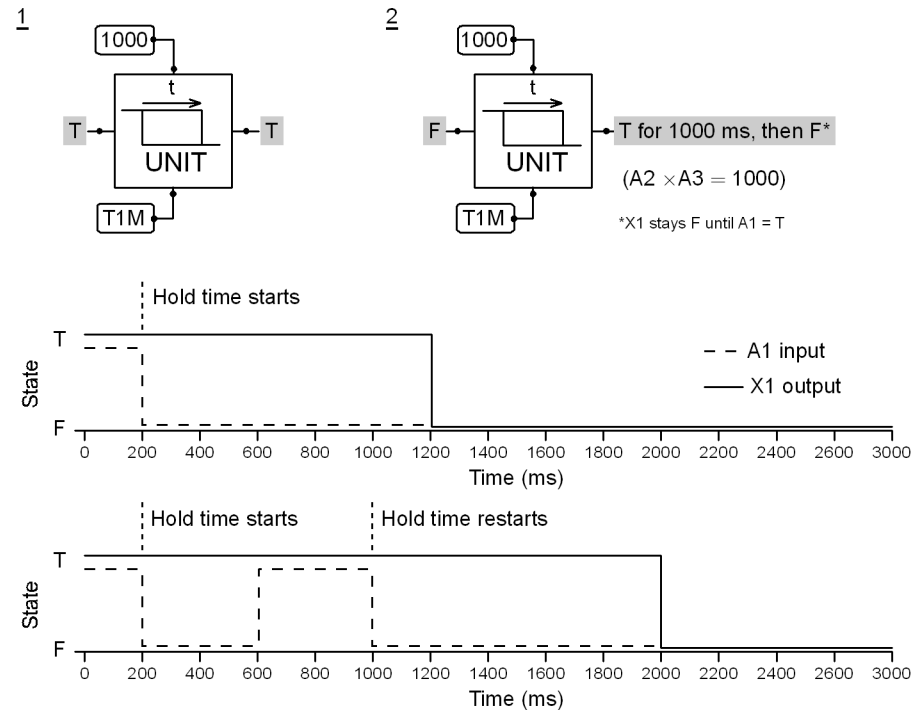 1
2
1000
1000
t
t
T
T
F
T for 1000 ms, then F*
UNIT
UNIT
(A2 ×A3 = 1000)
T1M
T1M
*X1 stays F until A1 = T
Hold time starts
T
A1 input
X1 output
State
F
0 200 400 600 800 1000 1200 1400 1600 1800 2000 2200 2400 2600 3000
Time (ms)
Hold time starts
Hold time restarts
T
State
F
0 200 400 600 800 1000 1200 1400 1600 1800 2000 2200 2400 2600 3000
Time (ms)